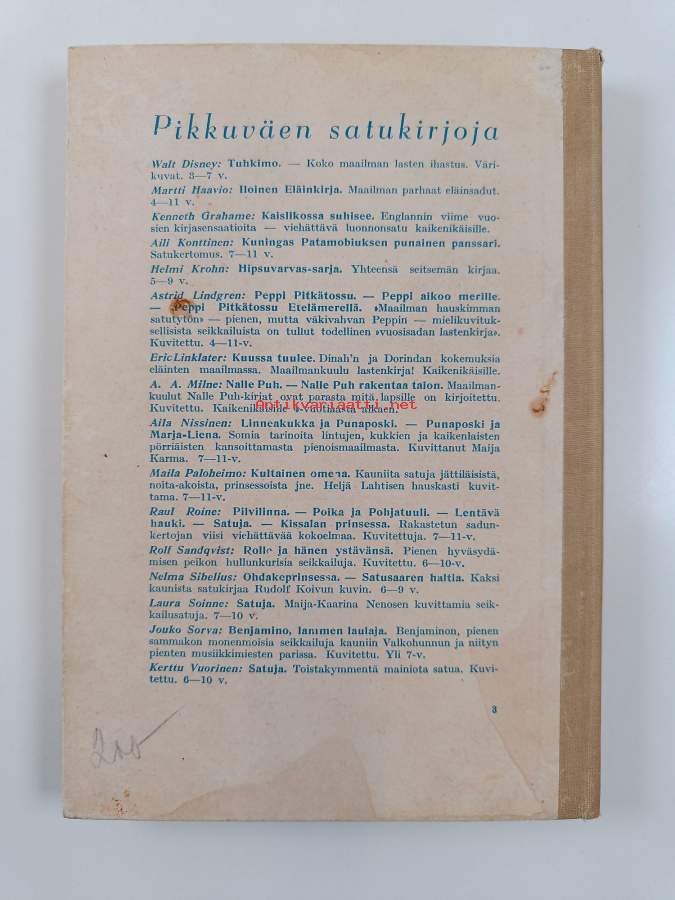 Pikkuväen satukirjoja
Walt Disney: Tuhkimo. — Koko maailman lasten ihastus. Väri-
kuvat. 3—7 v.
Martti Haavio: Iloinen Eläinkirja. Maailman parhaat eläinsadut.
4—11 v.
Kenneth Grahame: Kaislikossa suhisee. Englannin viime vuo-
sien kirjasensaatioita — viehättävä luonnonsatu kaikenikäisille.
Aili Konttinen: Kuningas Patamobiuksen punainen panssari.
Satukertomus. 7—11 v.
Helmi Krohn: Hipsuvarvas-sarja. Yhteensä seitsemän kirjaa.
5—9 v.
Astrid Lindgren: Peppi Pitkätossu. — Peppi aikoo merille.
— Peppi Pitkätossu Etelämerellä. »Maailman hauskimman
satutytön» — pienen, mutta väkivahvan Peppin — mielikuvituk-
sellisista seikkailuista on tullut todellinen »vuosisadan lastenkirja».
Kuvitettu. 4—11-v.
Eric Linklater: Kuussa tuulee. Dinah'n ja Dorindan kokemuksia
eläinten maailmassa. Maailmankuulu lastenkirja! Kaikenikäisille.
A. A. Milne: Nalle Puh. — Nalle Puh rakentaa talon. Maailman-
kuulut Nalle Puh-kirjat ovat parasta mitä lapsille on kirjoitettu.
Kuvitettu. Kaikenikäisille vuotiaasta alkaen.
Antikvariaatti.net
Aila Nissinen: Linneakukka ja Punaposki. — Punaposki ja
Marja-Liena. Somia tarinoita lintujen, kukkien ja kaikenlaisten
pörriäisten kansoittamasta pienoismaailmasta. Kuvittanut Maija
Karma. 7—11-v.
Maila Paloheimo: Kultainen omena. Kauniita satuja jättiläisistä,
noita-akoista, prinsessoista jne. Heljä Lahtisen hauskasti kuvit-
tama. 7—11-v.
Raul Roine: Pilvilinna. — Poika ja Pohjatuuli. — Lentävä
hauki. — Satuja. — Kissalan prinsessa. Rakastetun sadun-
kertojan viisi viehättävää kokoelmaa. Kuvitettuja. 7—11-v.
Rolf Sandqvist: Rolle ja hänen ystävänsä. Pienen hyväsydä-
misen peikon hullunkurisia seikkailuja. Kuvitettu. 6—10-v.
Nelma Sibelius: Ohdakeprinsessa. — Satusaaren haltia. Kaksi
kaunista satukirjaa Rudolf Koivun kuvin. 6—9 v.
Laura Soinne: Satuja. Maija-Kaarina Nenosen kuvittamia seik-
kailusatuja. 7—10 v.
Jouko Sorva: Benjamino, lammen laulaja. Benjaminon, pienen
sammakon monenmoisia seikkailuja kauniin Valkohunnun ja niityn
pienten musiikkimiesten parissa. Kuvitettu. Yli 7-v.
Kerttu Vuorinen: Satuja. Toistakymmentä mainiota satua. Kuvi-
tettu. 6—10 v.
3
200